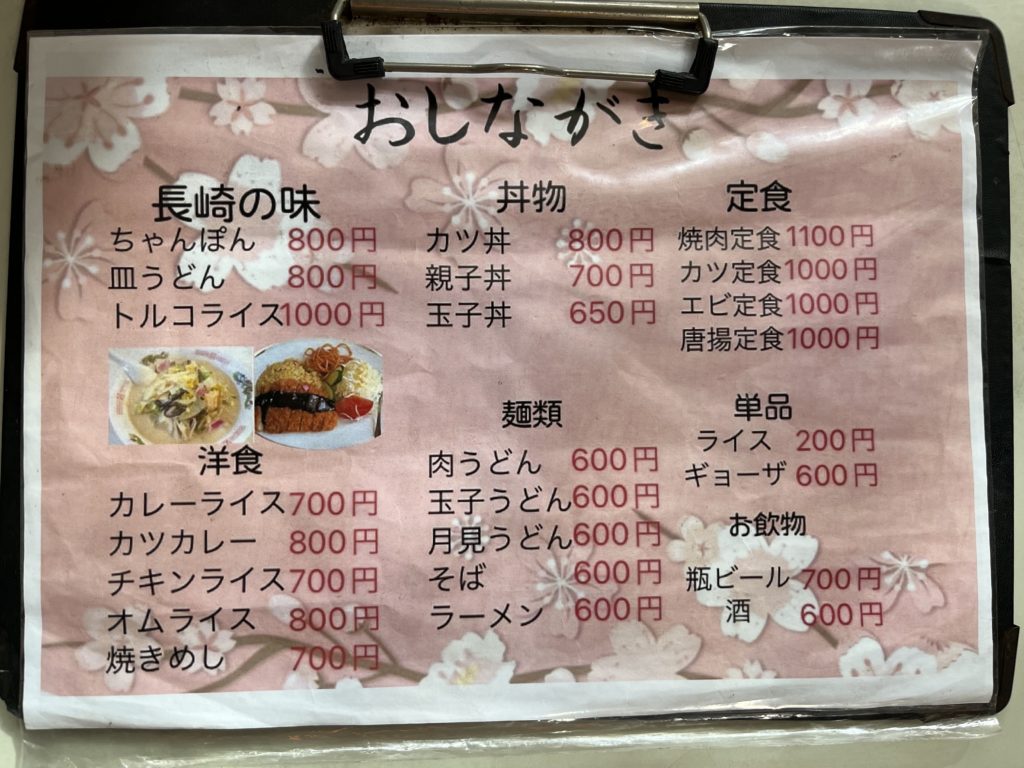 おしながき
長崎の味
ちゃんぽん 800円
皿うどん 800円
トルコライス1000円
洋食
カレーライス700円
カツカレー 800円
チキンライス700円
オムライス 800円
焼きめし 700円
丼物
カツ丼 800円
親子丼 700円
玉子丼 650円
麺類
肉うどん 600円
玉子うどん600円
月見うどん600円
そば 600円
ラーメン 600円
定食
焼肉定食1100円
カツ定食1000円
エビ定食1000円
唐揚定食1000円
単品
ライス 200円
ギョーザ 600円
お飲物
瓶ビール 700円
酒 600円